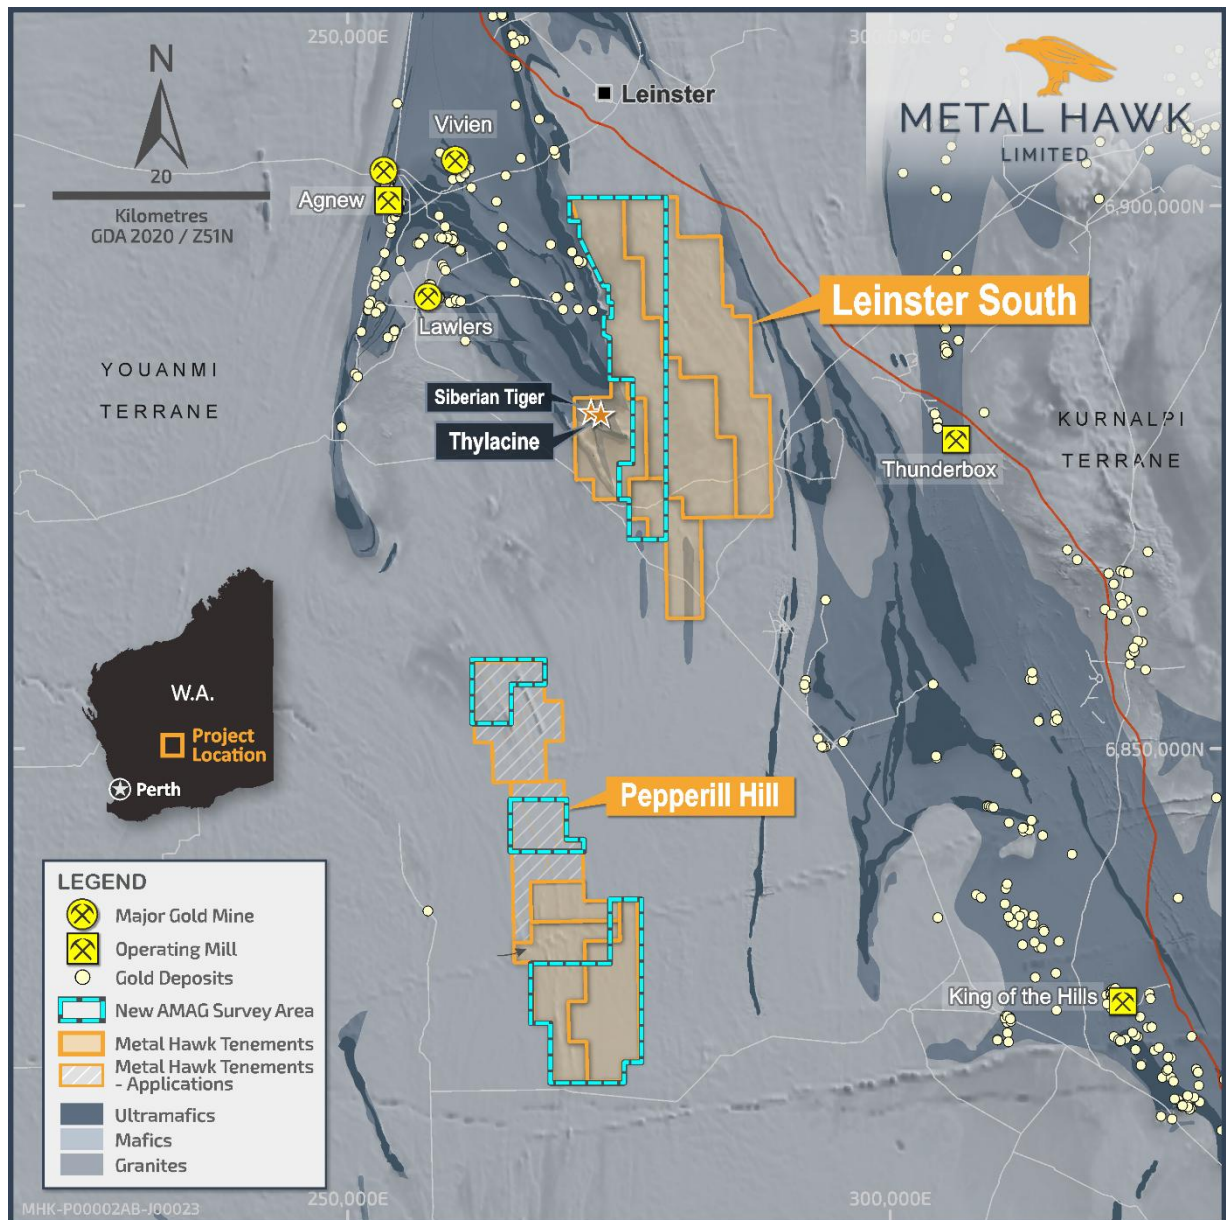 250,000E
300,000E
N
20
Kilometres
GDA 2020 / Z51N
METAL HAWK
LIMITED
Leinster
Vivien
Agnew
Lawlers
6,900,000N
Leinster South
YOUANMI
TERRANE
Siberian Tiger
Thylacine
KURNALPI
TERRANE
Thunderbox
W.A.
Project
Location
Perth
6,850,000N
Pepperill Hill
King of the Hills
LEGEND
Major Gold Mine
Operating Mill
Gold Deposits
New AMAG Survey Area
Metal Hawk Tenements
Metal Hawk Tenements
- Applications
Ultramafics
Mafics
Granites
MHK-P00002AB-J00023
250,000E
300,000E